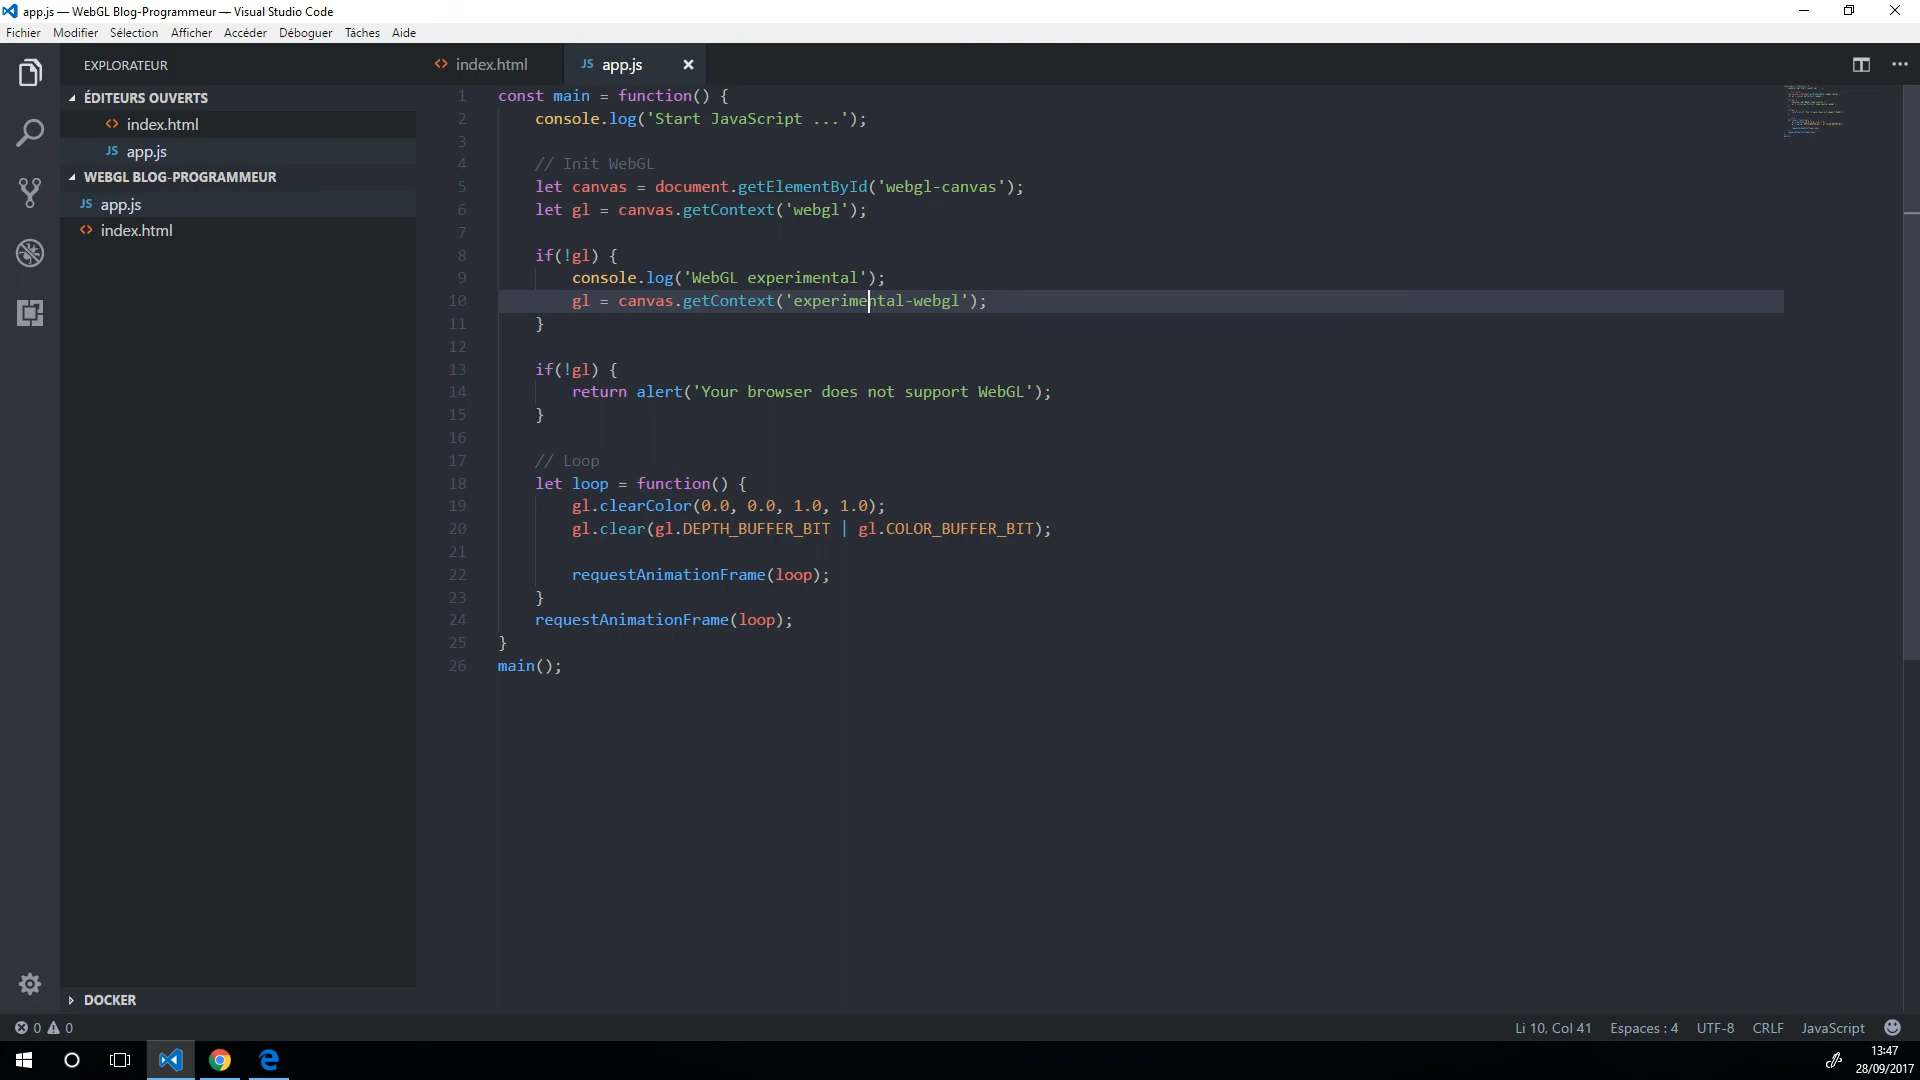 app.js — WebGL Blog-Programmeur — Visual Studio Code
Fichier Modifier Sélection Afficher Accéder Déboguer Tâches Aide
EXPLORATEUR
ÉDITEURS OUVERTS
<> index.html
JS app.js
WEBGL BLOG-PROGRAMMEUR
JS app.js
<> index.html
DOCKER
<> index.html JS app.js
1 const main = function() {
2 console.log('Start JavaScript ...');
3
4 // Init WebGL
5 let canvas = document.getElementById('webgl-canvas');
6 let gl = canvas.getContext('webgl');
7
8 if(!gl) {
9 console.log('WebGL experimental');
10 gl = canvas.getContext('experimental-webgl');
11 }
12
13 if(!gl) {
14 return alert('Your browser does not support WebGL');
15 }
16
17 // Loop
18 let loop = function() {
19 gl.clearColor(0.0, 0.0, 1.0, 1.0);
20 gl.clear(gl.DEPTH_BUFFER_BIT | gl.COLOR_BUFFER_BIT);
21
22 requestAnimationFrame(loop);
23 }
24 requestAnimationFrame(loop);
25 }
26 main();
0 0 Li 10, Col 41 Espaces : 4 UTF-8 CRLF JavaScript
13:47
28/09/2017